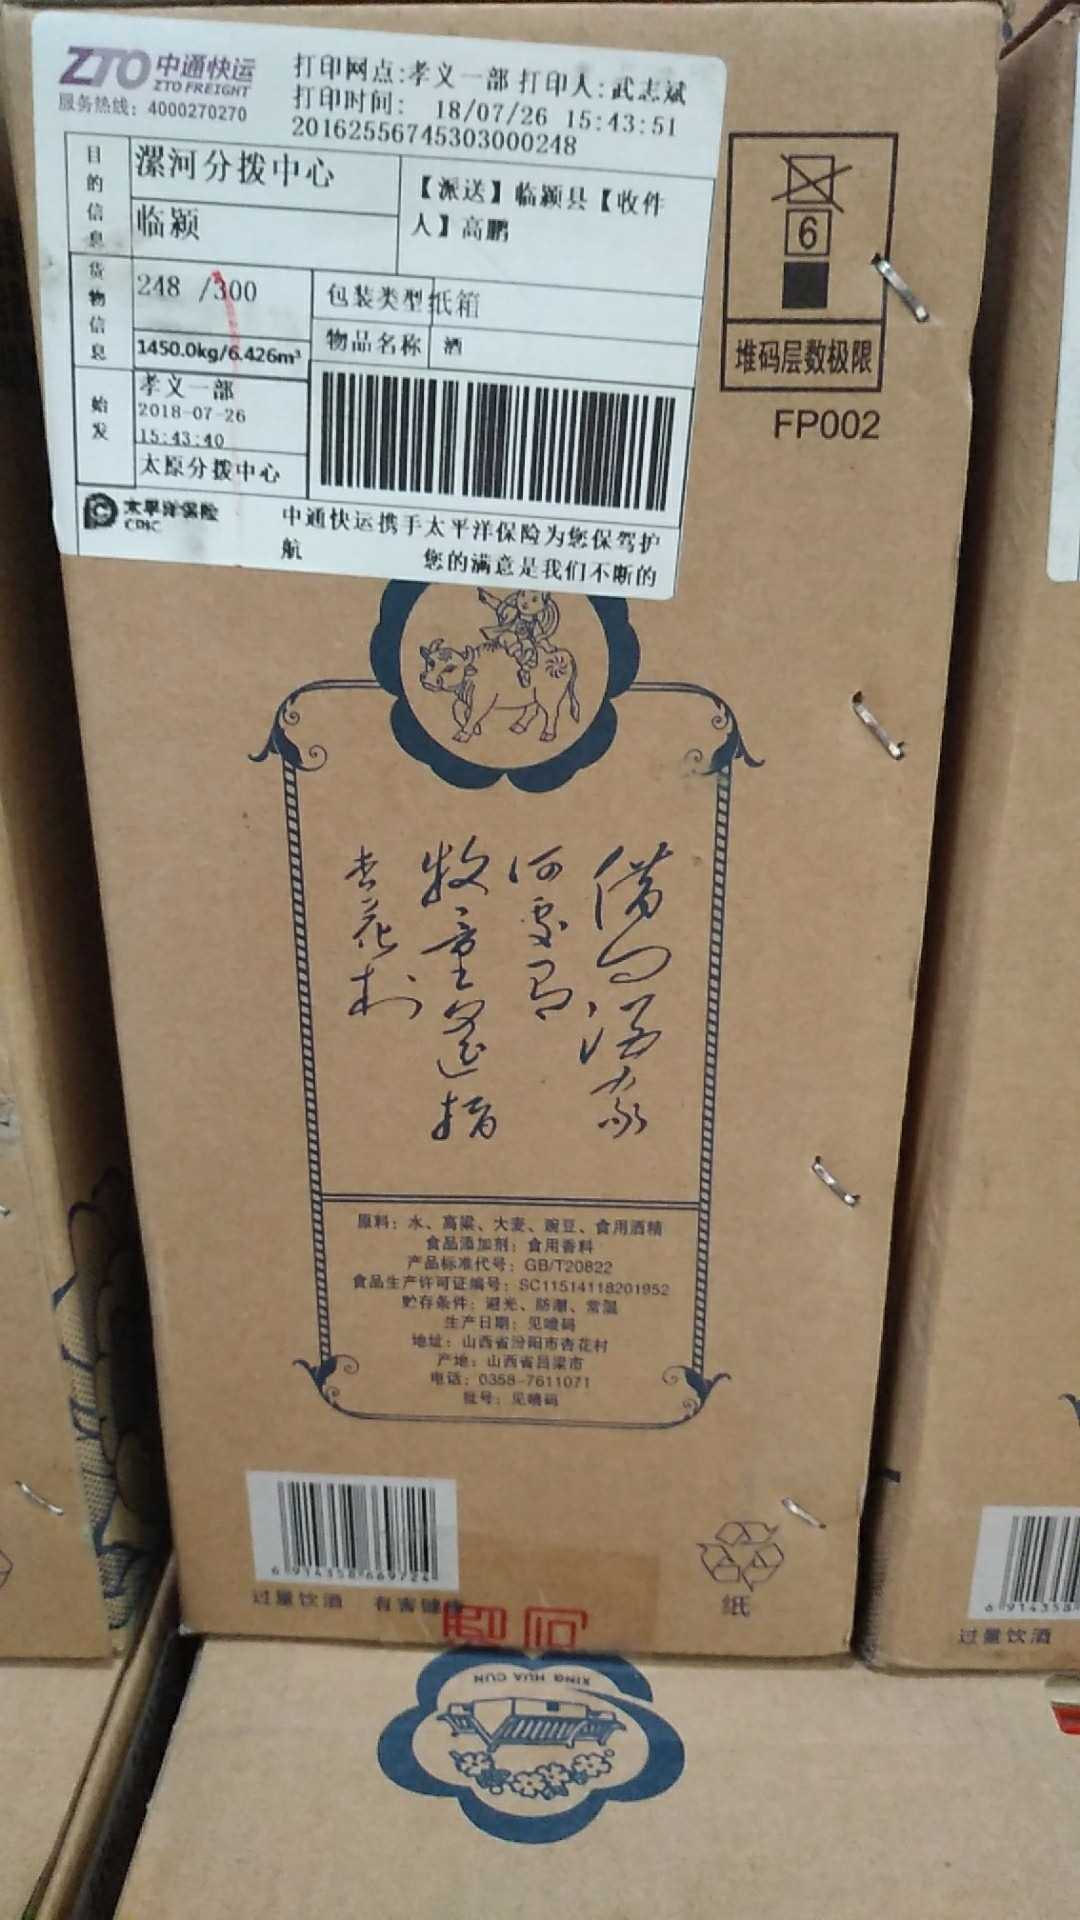 ZTO 中通快运
ZTO FREIGHT
服务热线：4000270270
打印网点:孝义一部 打印人:武志斌
打印时间: 18/07/26 15:43:51
201625567453030000248
目的信息
漯河分拨中心
临颍
【派送】临颍县【收件
人】高鹏
货物信息
248 /300
包装类型 纸箱
1450.0kg/6.426m³
物品名称 酒
始发
孝义一部
2018-07-26
15:43:40
太原分拨中心
太平洋保险
CPIC
中通快运携手太平洋保险为您保驾护
航 您的满意是我们不断的
6
堆码层数极限
FP002
借问酒家
何处有
牧童遥指
杏花村
原料：水、高粱、大麦、豌豆、食用酒精
食品添加剂：食用香料
产品标准代号：GB/T20822
食品生产许可证编号：SC11514118201952
贮存条件：避光、防潮、常温
生产日期：见喷码
地址：山西省汾阳市杏花村
产地：山西省吕梁市
电话：0358-7611071
批号：见喷码
6 914358 669724
过量饮酒 有害健康
纸
6 914358
过量饮酒
XING HUA CUN